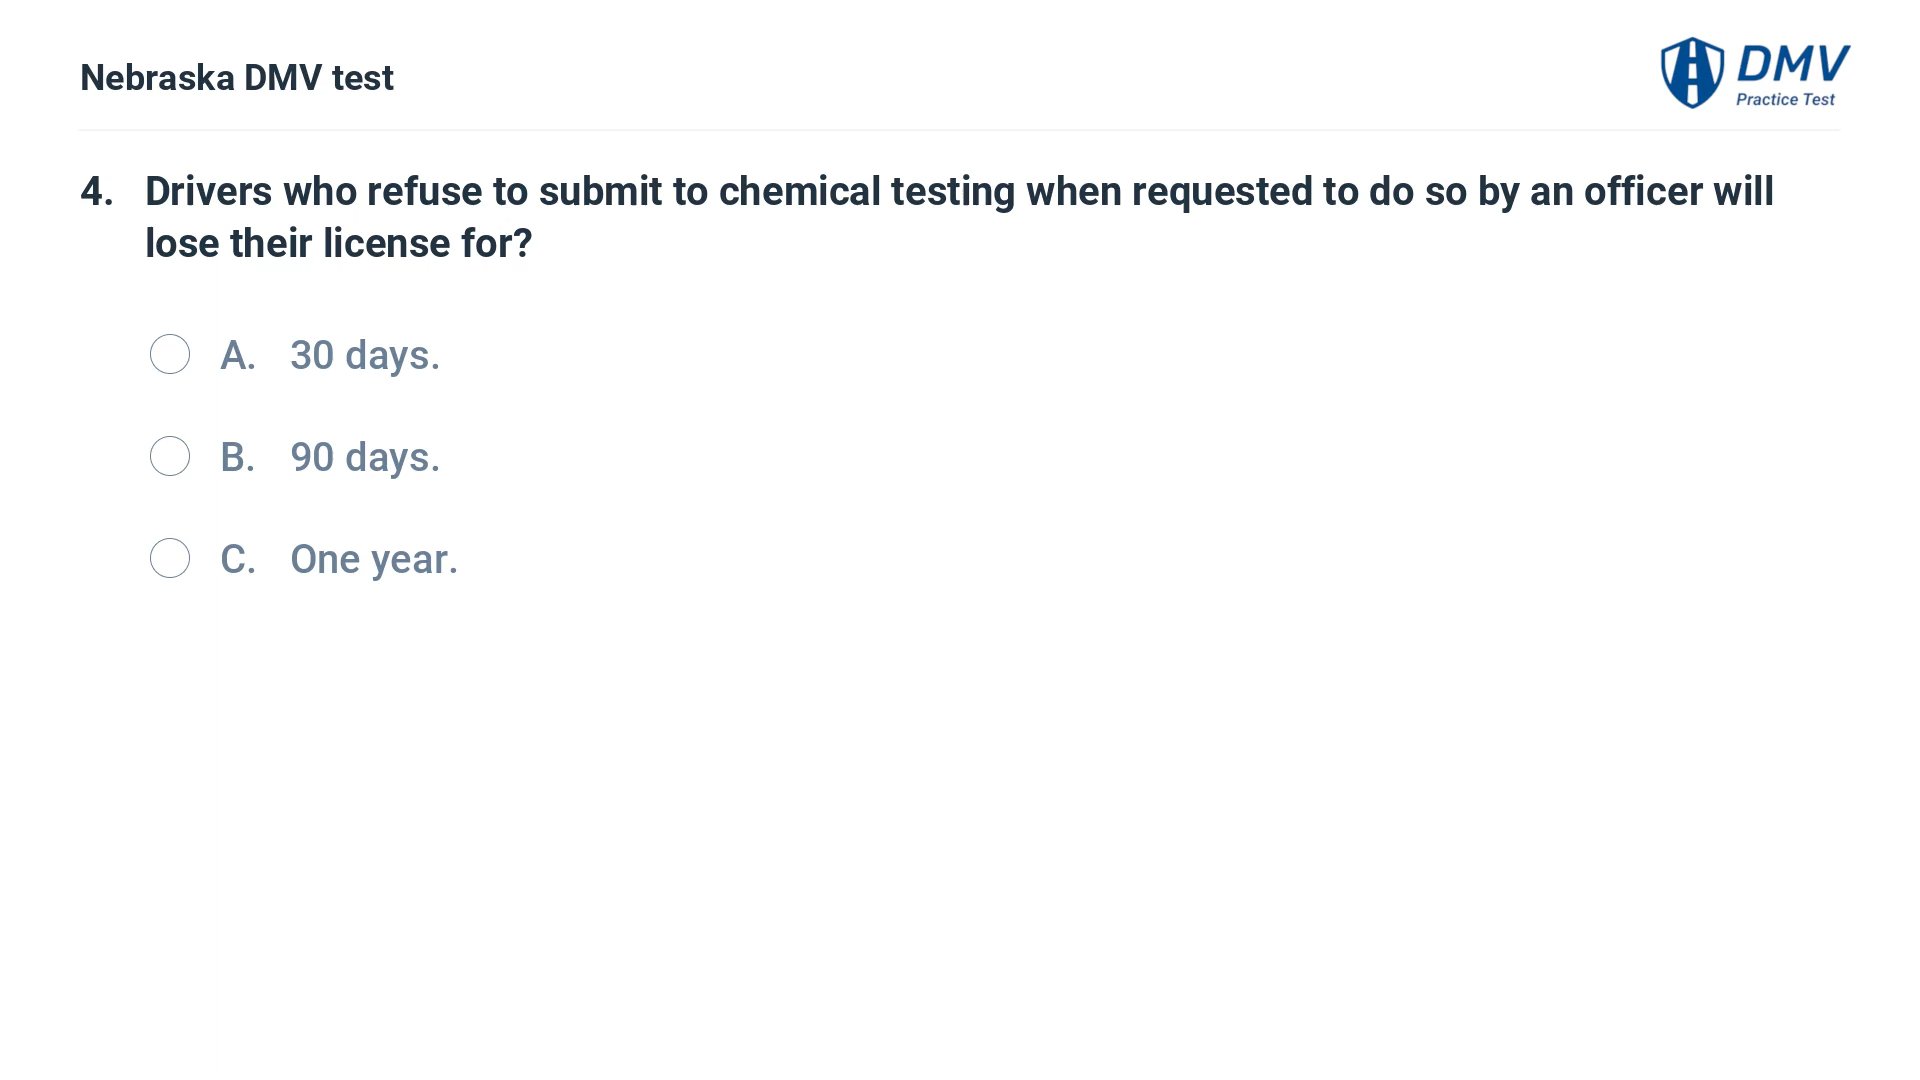 Nebraska DMV test
DMV
Practice Test
4. Drivers who refuse to submit to chemical testing when requested to do so by an officer will
lose their license for?
A. 30 days.
B. 90 days.
C. One year.